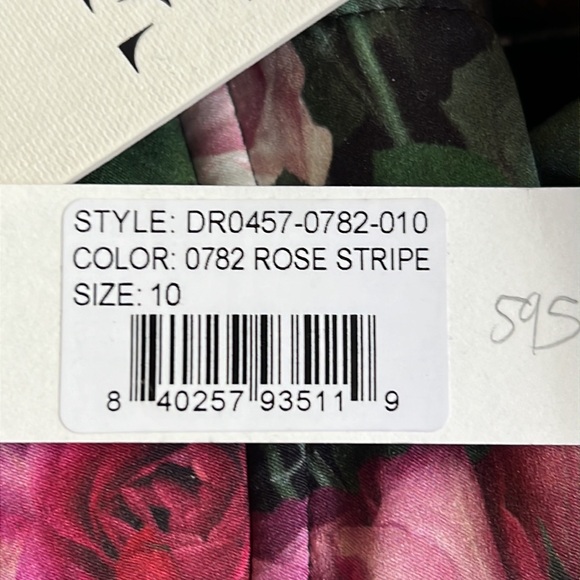 STYLE: DR0457-0782-010
COLOR: 0782 ROSE STRIPE
SIZE: 10
595
8 40257 93511 9